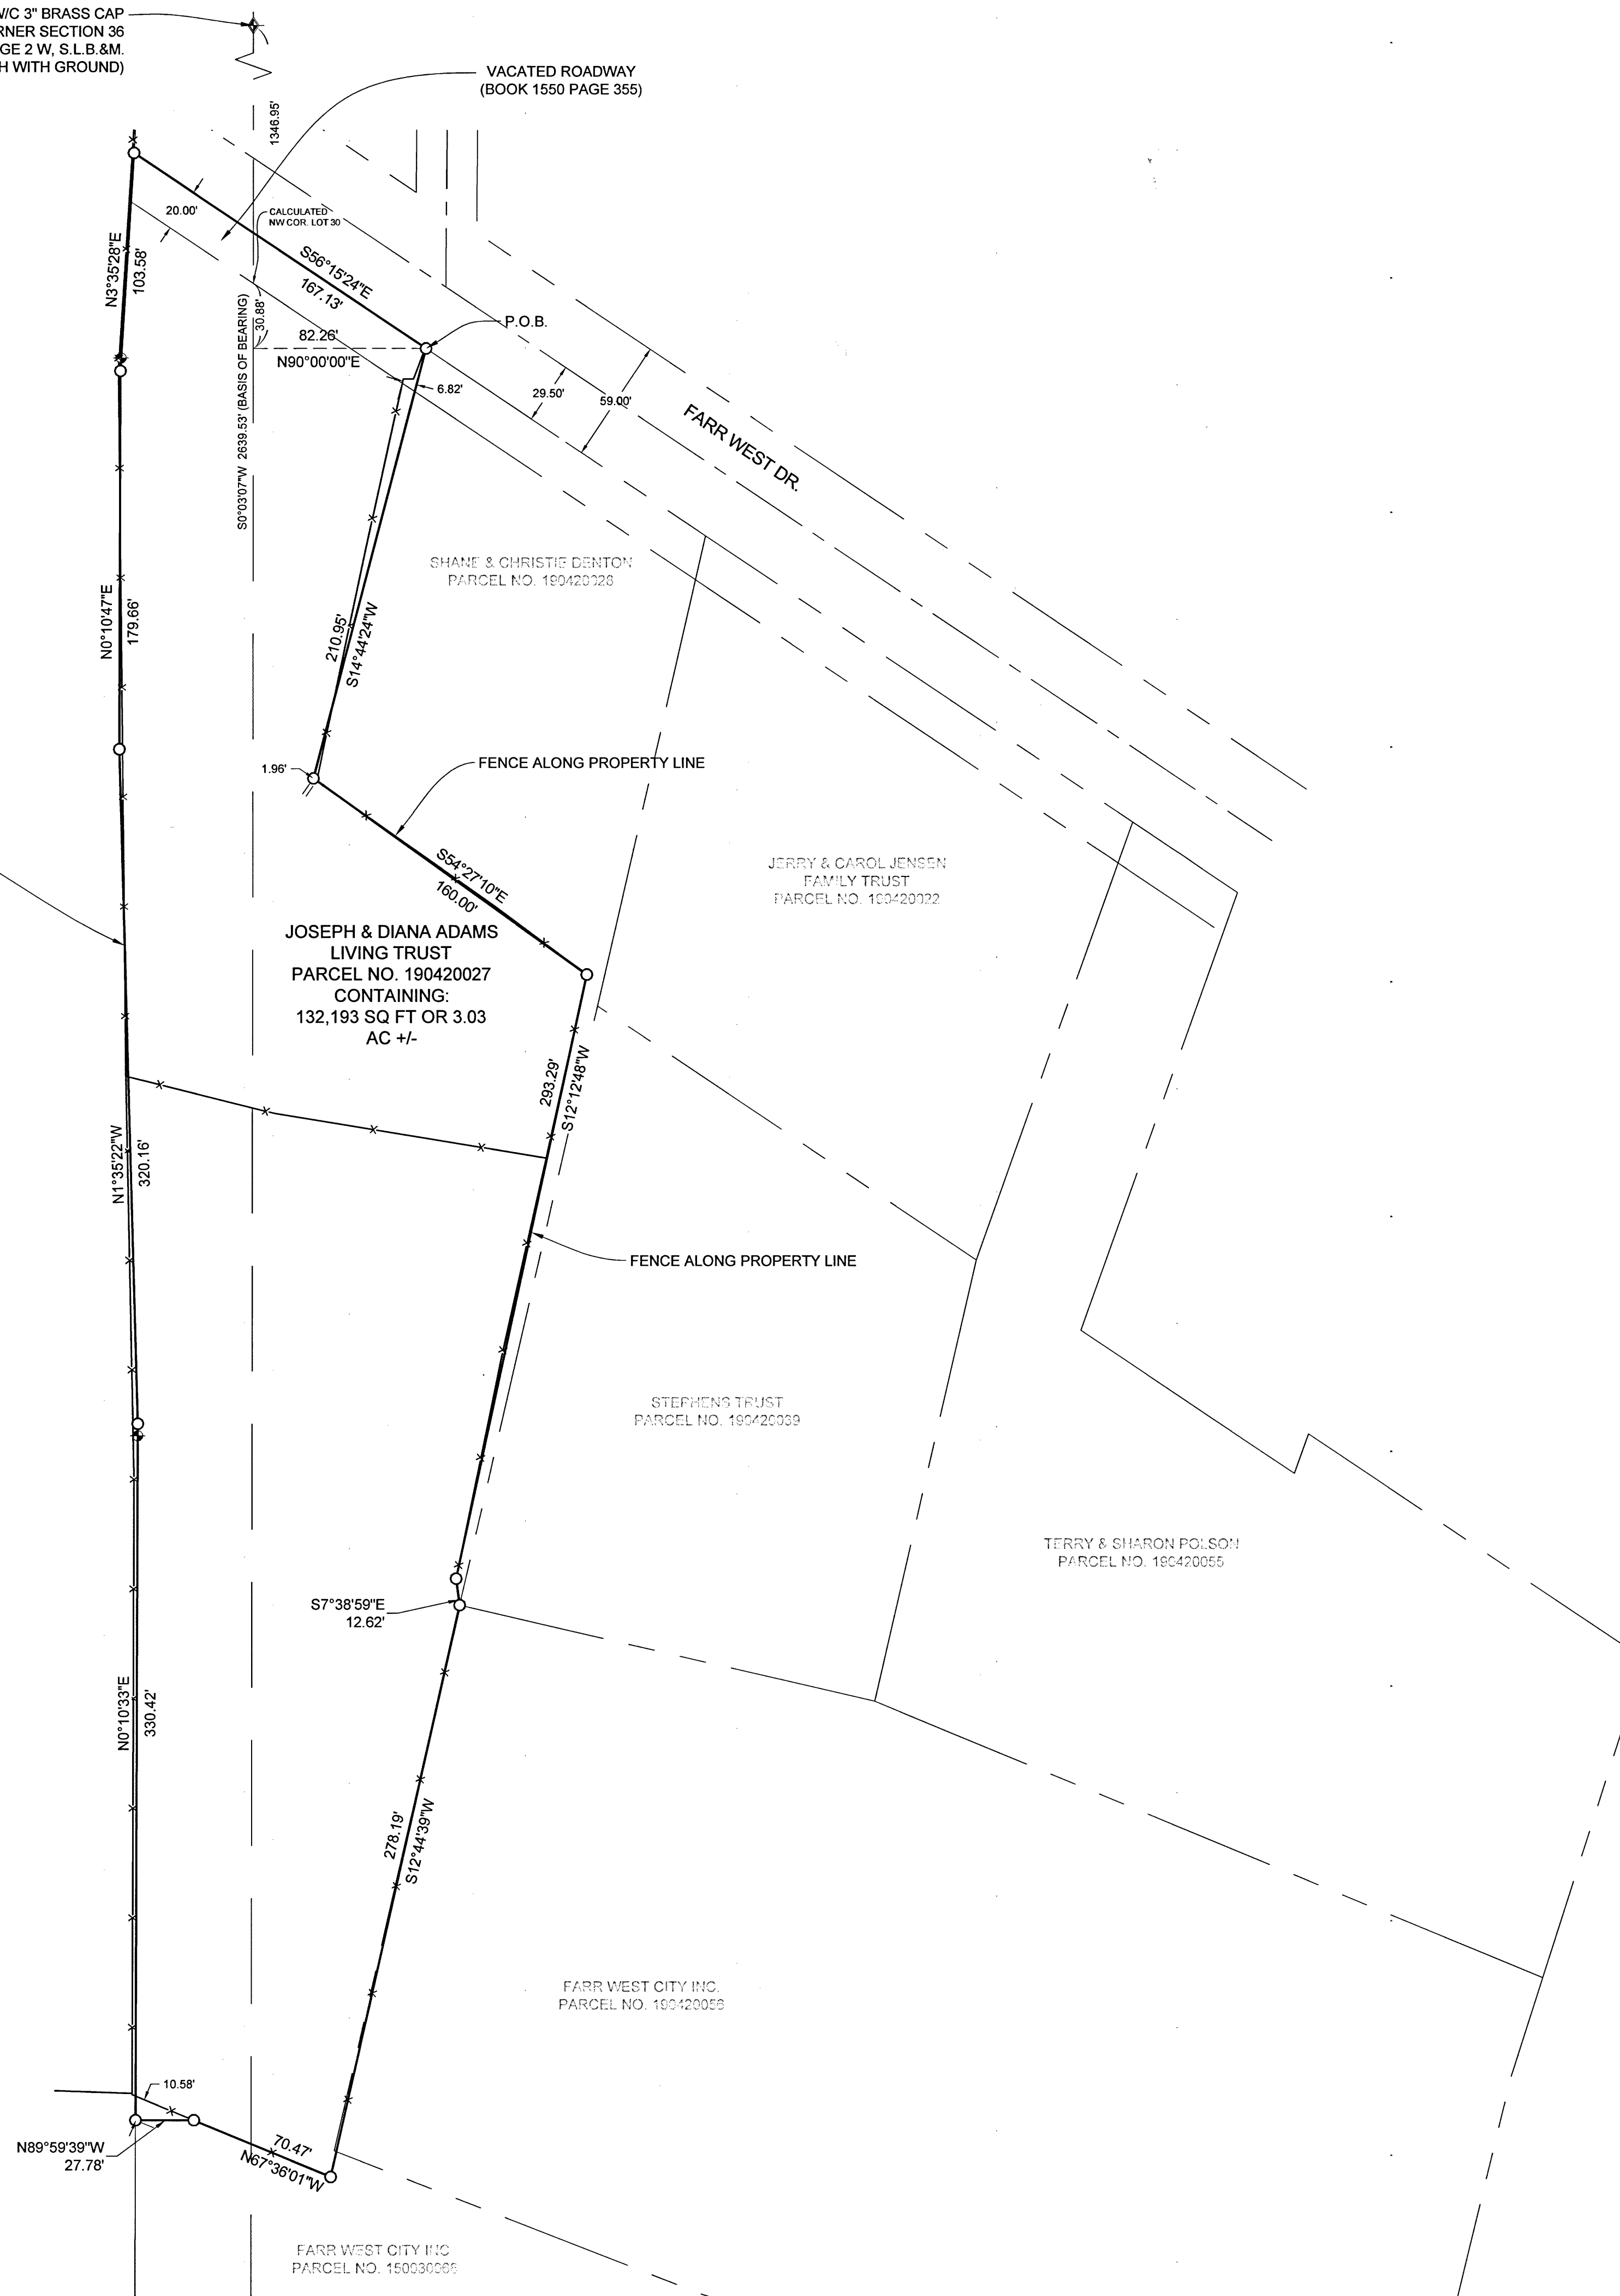 W/C 3" BRASS CAP
RNER SECTION 36
GE 2 W, S.L.B.&M.
H WITH GROUND)
VACATED ROADWAY
(BOOK 1550 PAGE 355)
1346.95'
20.00'
CALCULATED
NW COR. LOT 30
N3°35'28"E
103.58'
S56°15'24"E
167.13'
30.88'
S0°03'07"W 2639.53' (BASIS OF BEARING)
82.26'
N90°00'00"E
P.O.B.
6.82'
29.50'
59.00'
FARR WEST DR.
SHANE & CHRISTIE DENTON
PARCEL NO. 190420028
N0°10'47"E
179.66'
210.95'
S14°44'24"W
1.96'
FENCE ALONG PROPERTY LINE
S54°27'10"E
160.00'
JERRY & CAROL JENSEN
FAMILY TRUST
PARCEL NO. 190420022
JOSEPH & DIANA ADAMS
LIVING TRUST
PARCEL NO. 190420027
CONTAINING:
132,193 SQ FT OR 3.03
AC +/-
293.29'
S12°12'48"W
N1°35'22"W
320.16'
FENCE ALONG PROPERTY LINE
STEPHENS TRUST
PARCEL NO. 190420039
TERRY & SHARON POLSON
PARCEL NO. 190420055
S7°38'59"E
12.62'
N0°10'33"E
330.42'
278.19'
S12°44'39"W
FARR WEST CITY INC.
PARCEL NO. 190420056
10.58'
N89°59'39"W
27.78'
70.47'
N67°36'01"W
FARR WEST CITY INC
PARCEL NO.